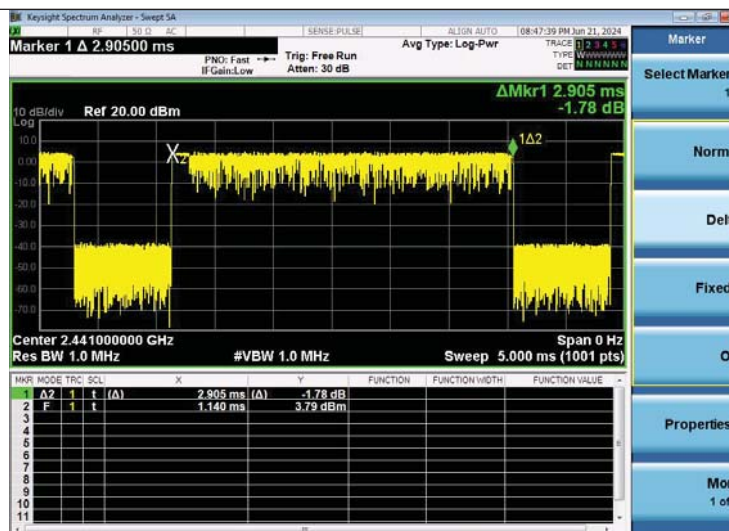 Keysight Spectrum Analyzer - Swept SA
RF 50 Ω AC SENSE:PULSE ALIGN AUTO 08:47:39 PM Jun 21, 2024
Marker 1 Δ 2.90500 ms
PNO: Fast
IFGain:Low
Trig: Free Run
Atten: 30 dB
Avg Type: Log-Pwr
TRACE 1 2 3 4 5 6
TYPE WWWWWW
DET N N N N N N
ΔMkr1 2.905 ms
-1.78 dB
10 dB/div Ref 20.00 dBm
Log
10.0
0.00
-10.0
-20.0
-30.0
-40.0
-50.0
-60.0
-70.0
X2
1Δ2
Center 2.441000000 GHz Span 0 Hz
Res BW 1.0 MHz #VBW 1.0 MHz Sweep 5.000 ms (1001 pts)
MKR MODE TRC SCL X Y FUNCTION FUNCTION WIDTH FUNCTION VALUE
1 Δ2 1 t (Δ) 2.905 ms (Δ) -1.78 dB
2 F 1 t 1.140 ms 3.79 dBm
3
4
5
6
7
8
9
10
11
Marker
Select Marker
1
Norm
Delt
Fixed
O
Properties
Mor
1 of